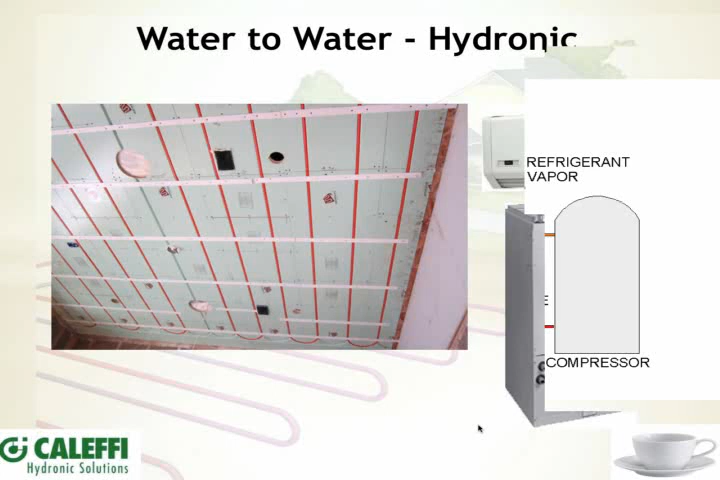 Water to Water - Hydronic
REFRIGERANT
VAPOR
E
COMPRESSOR
CALEFFI
Hydronic Solutions